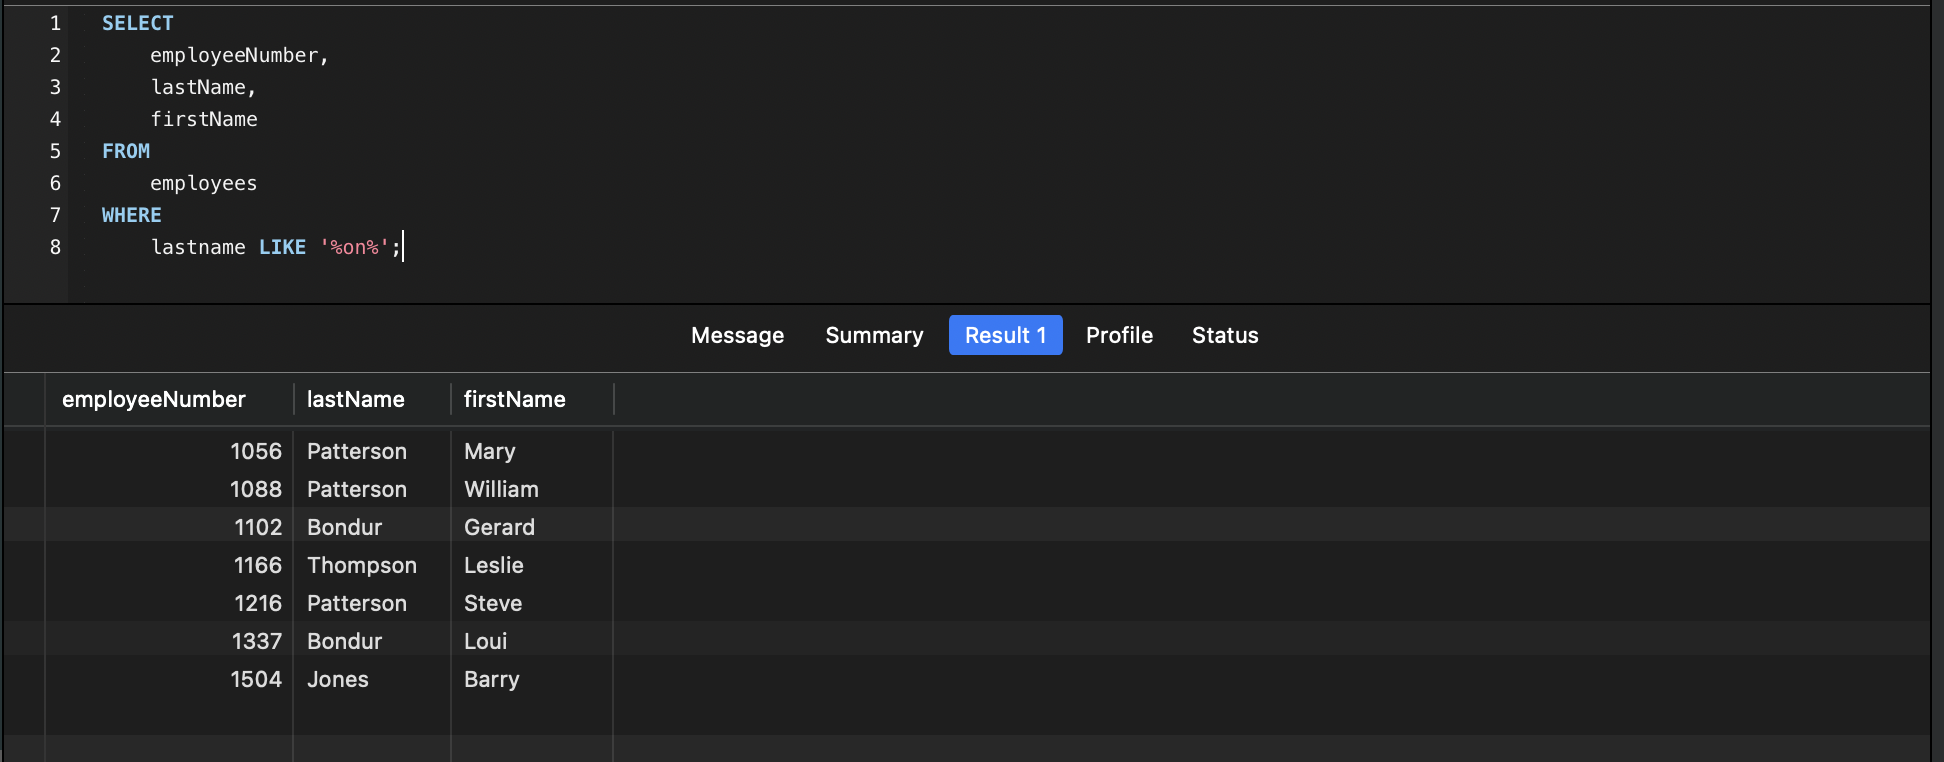 1 SELECT
2 employeeNumber,
3 lastName,
4 firstName
5 FROM
6 employees
7 WHERE
8 lastname LIKE '%on%';
Message Summary Result 1 Profile Status
employeeNumber lastName firstName
1056 Patterson Mary
1088 Patterson William
1102 Bondur Gerard
1166 Thompson Leslie
1216 Patterson Steve
1337 Bondur Loui
1504 Jones Barry